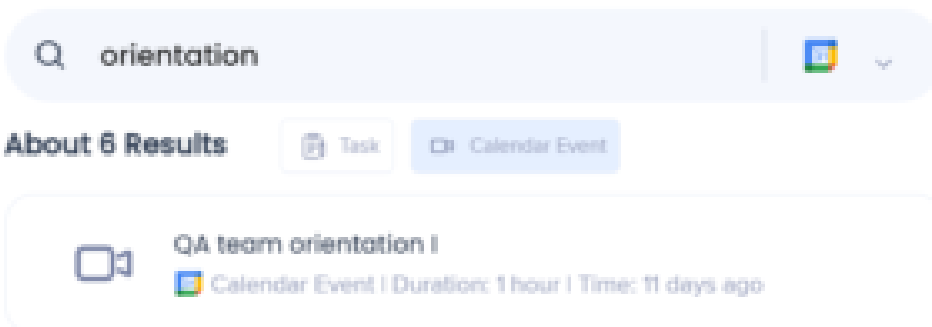 orientation
About 6 Results Task Calendar Event
QA team orientation I
Calendar Event | Duration: 1 hour | Time: 11 days ago